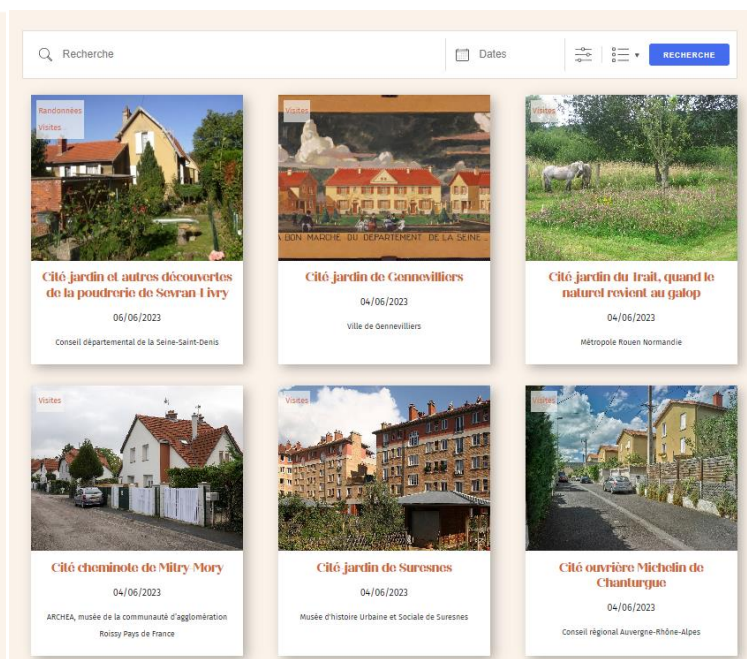 Recherche
Dates
RECHERCHE
Randonnées
Visites
Visites
Visites
BON MARCHE DU DEPARTEMENT DE LA SEINE
Cité-jardin et autres découvertes
de la poudrerie de Sevran-Livry
06/06/2023
Conseil départemental de la Seine-Saint-Denis
Cité-jardin de Gennevilliers
04/06/2023
Ville de Gennevilliers
Cité-jardin du Trait, quand le
naturel revient au galop
04/06/2023
Métropole Rouen Normandie
Visites
Visites
Visites
Cité cheminote de Mitry-Mory
04/06/2023
ARCHEA, musée de la communauté d'agglomération
Roissy Pays de France
Cité-jardin de Suresnes
04/06/2023
Musée d'histoire Urbaine et Sociale de Suresnes
Cité ouvrière Michelin de
Chanturgue
04/06/2023
Conseil régional Auvergne-Rhône-Alpes